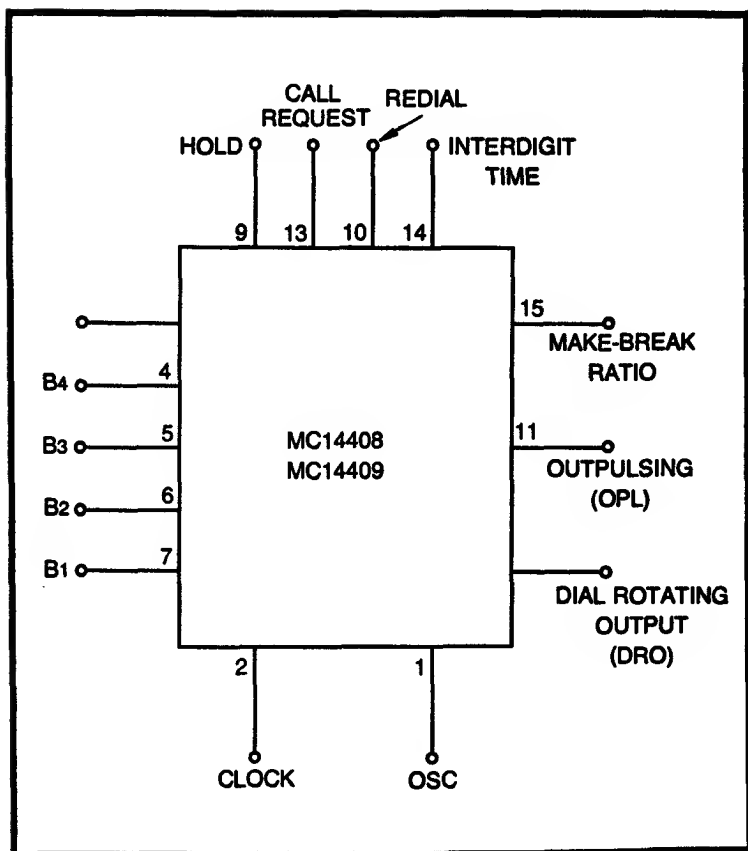 CALL
REQUEST
REDIAL
HOLD
INTERDIGIT
TIME
9
13
10
14
15
MAKE-BREAK
RATIO
B4
4
B3
5
MC14408
MC14409
11
OUTPULSING
(OPL)
B2
6
B1
7
DIAL ROTATING
OUTPUT
(DRO)
2
1
CLOCK
OSC